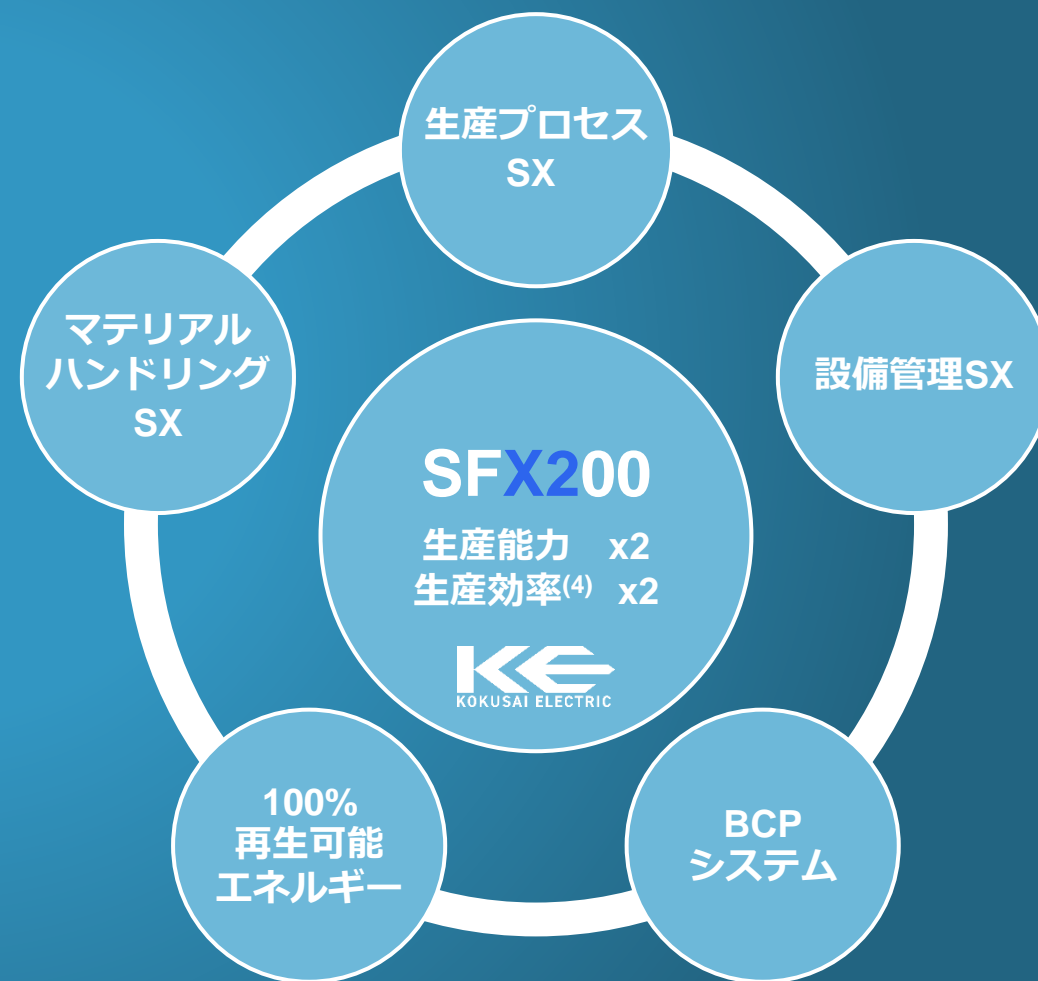 生産プロセス
SX
マテリアル
ハンドリング
SX
設備管理SX
SFX200
生産能力　x2
生産効率(4)　x2
KE
KOKUSAI ELECTRIC
100%
再生可能
エネルギー
BCP
システム